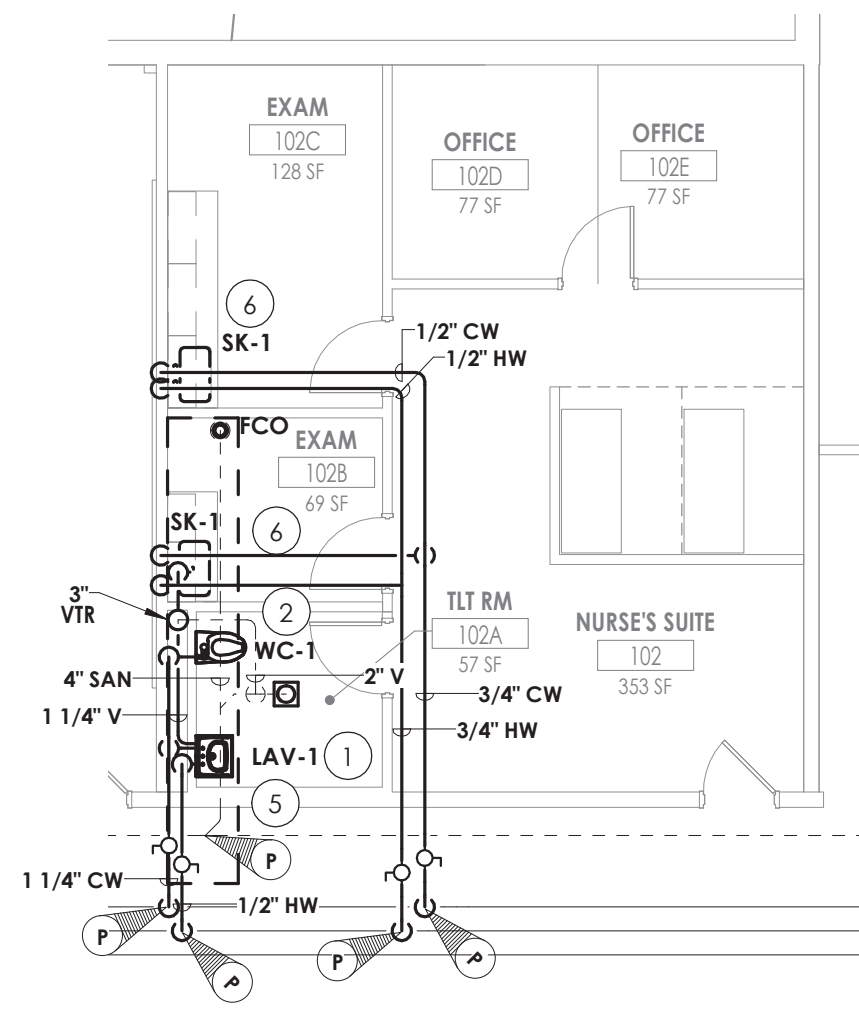 EXAM
102C
128 SF
OFFICE
102D
77 SF
OFFICE
102E
77 SF
6
SK-1
1/2" CW
1/2" HW
FCO
EXAM
102B
69 SF
SK-1
6
3"
VTR
2
WC-1
4" SAN
2" V
1 1/4" V
TLT RM
102A
57 SF
NURSE'S SUITE
102
353 SF
3/4" CW
3/4" HW
LAV-1
1
5
P
1 1/4" CW
1/2" HW
P
P
P
P